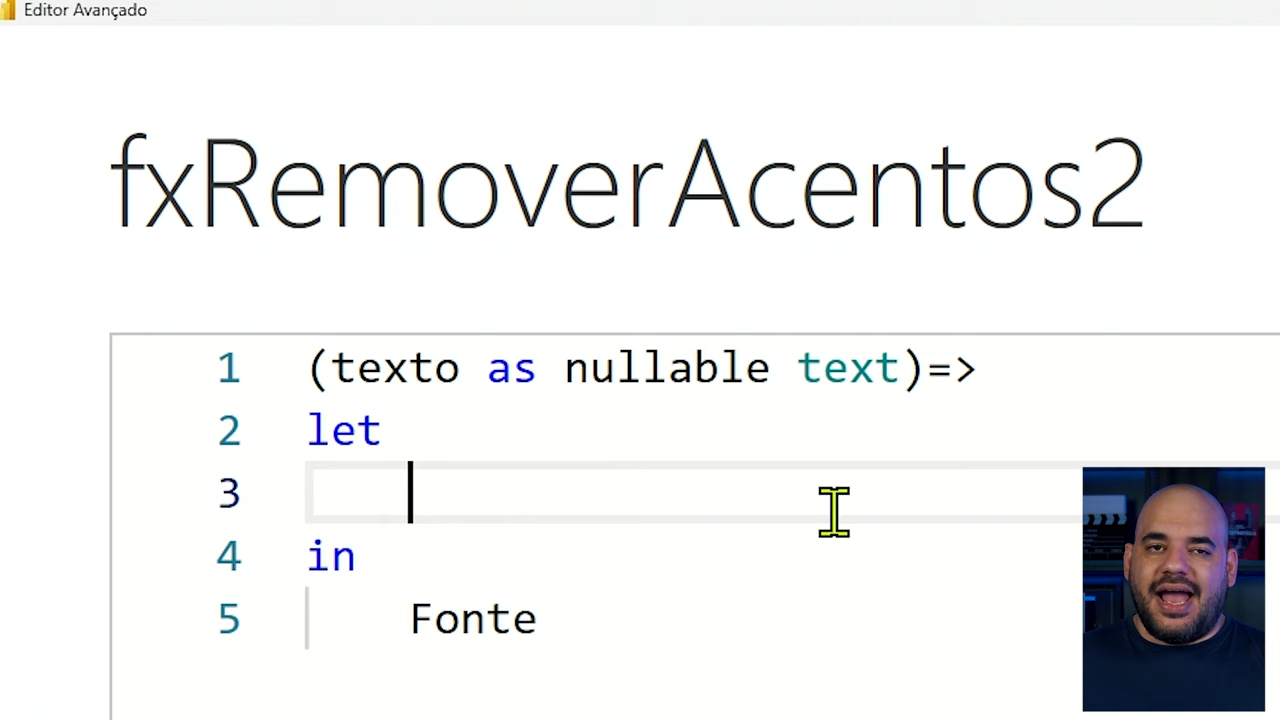 Editor Avançado
fxRemoverAcentos2
1 (texto as nullable text)=>
2 let
3
4 in
5 Fonte